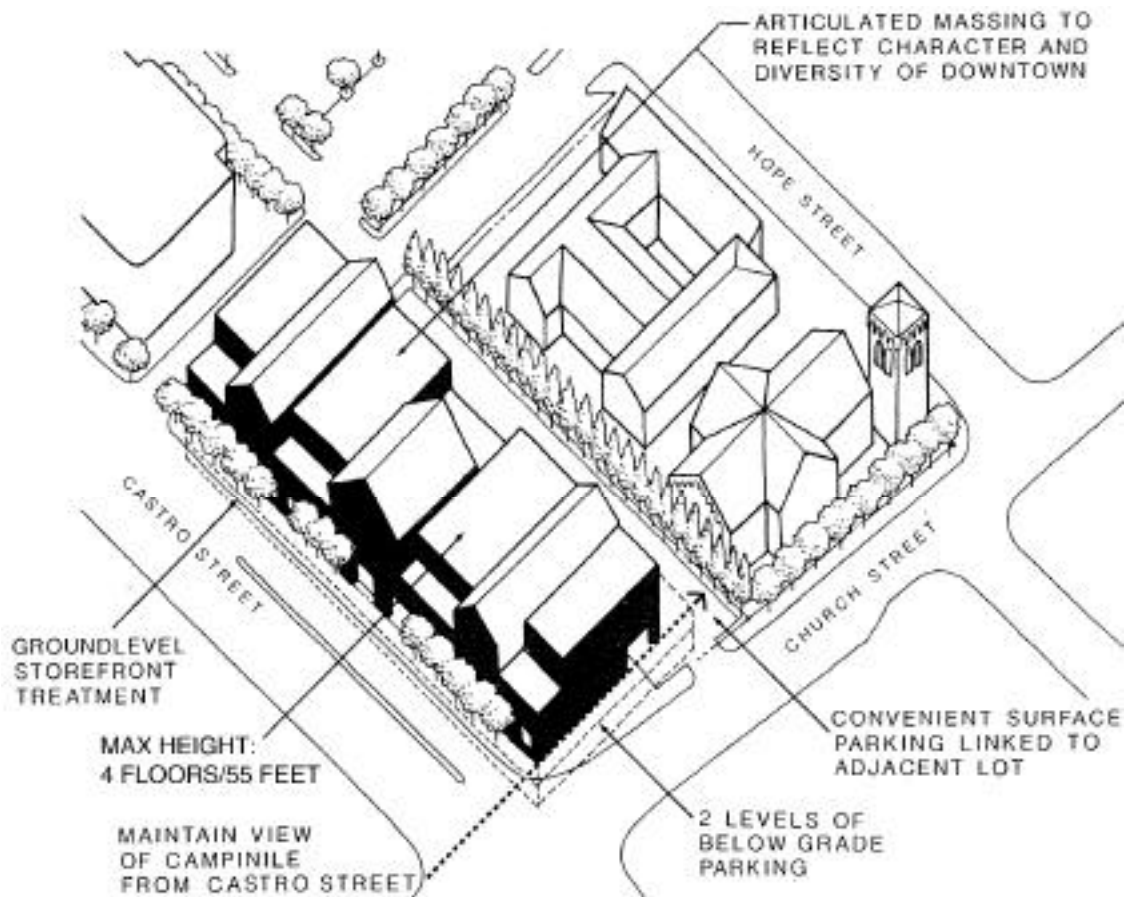 ARTICULATED MASSING TO
REFLECT CHARACTER AND
DIVERSITY OF DOWNTOWN
HOPE STREET
CASTRO STREET
CHURCH STREET
GROUNDLEVEL
STOREFRONT
TREATMENT
MAX HEIGHT:
4 FLOORS/55 FEET
MAINTAIN VIEW
OF CAMPINILE
FROM CASTRO STREET
CONVENIENT SURFACE
PARKING LINKED TO
ADJACENT LOT
2 LEVELS OF
BELOW GRADE
PARKING